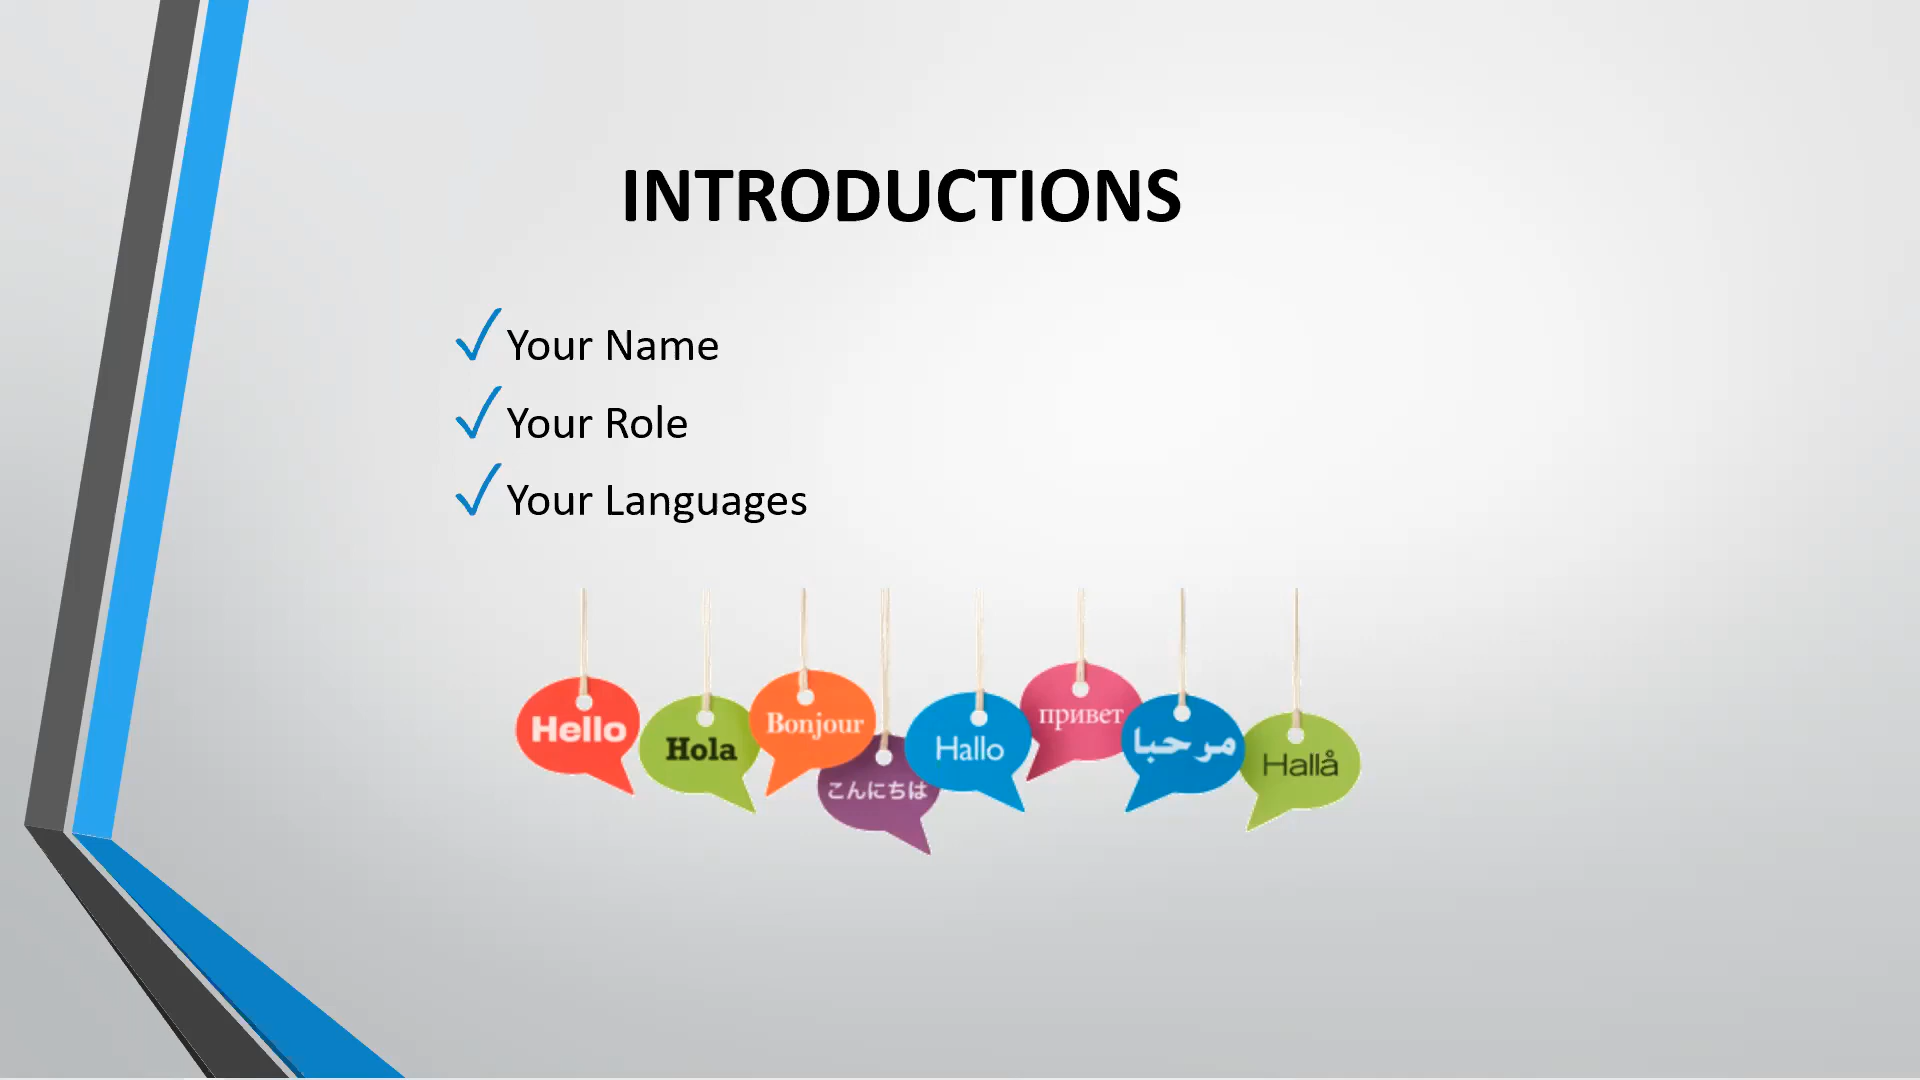 INTRODUCTIONS
Your Name
Your Role
Your Languages
Hello
Hola
Bonjour
こんにちは
Hallo
привет
مرحبا
Hallå